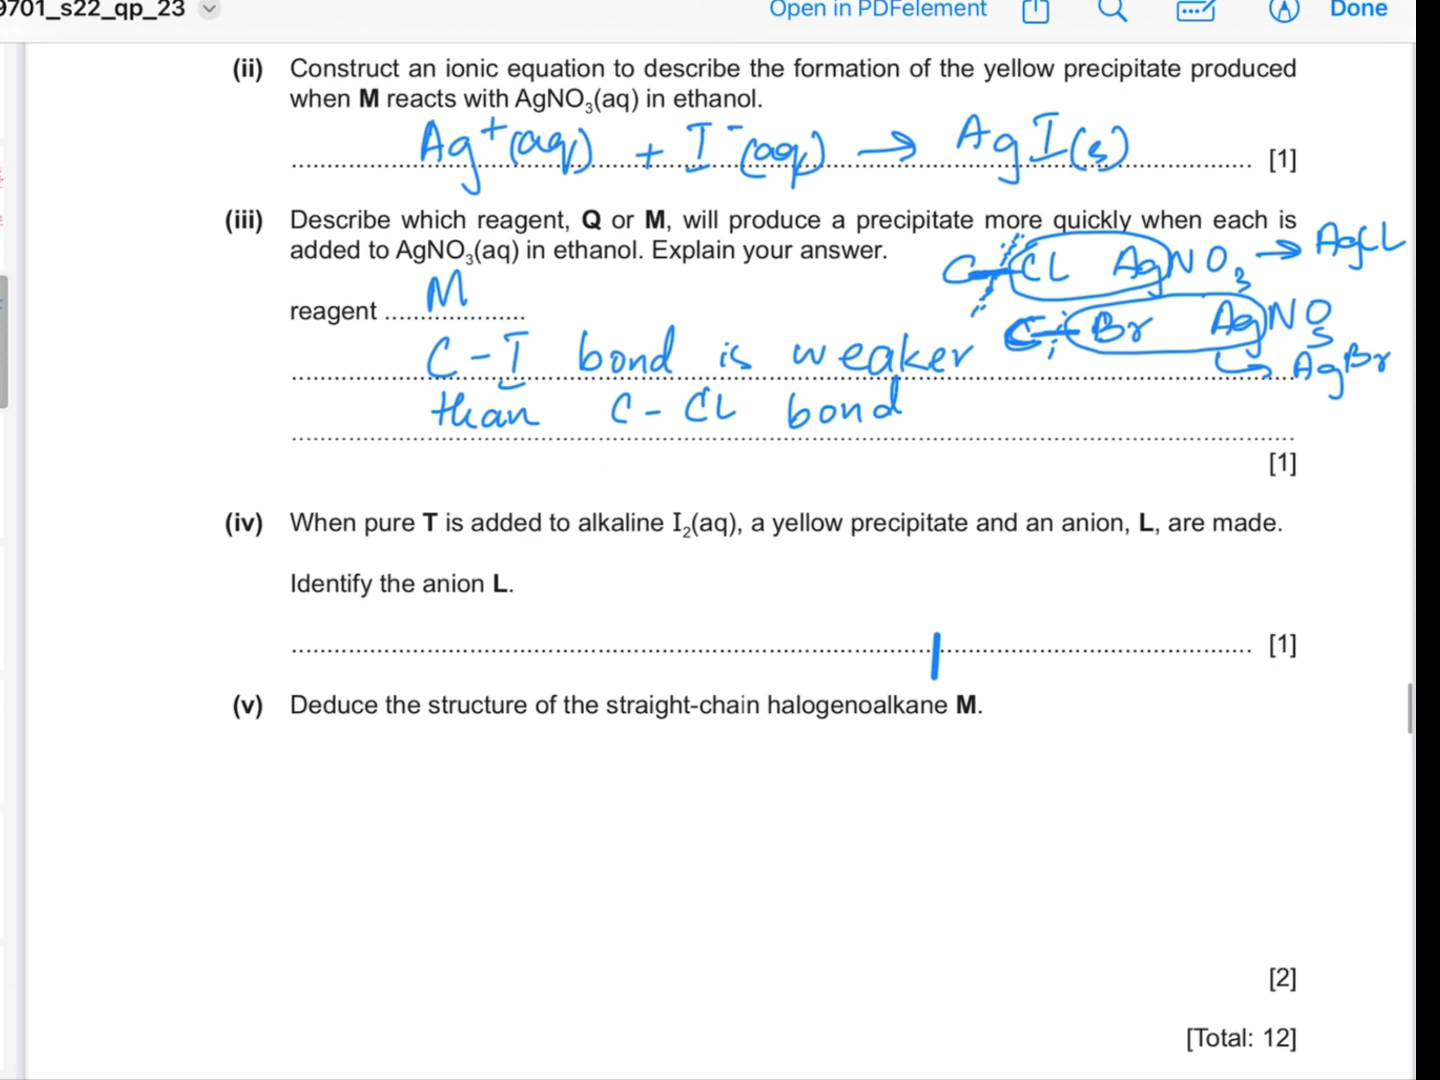 9701_s22_qp_23
Open in PDFelement
Done
(ii) Construct an ionic equation to describe the formation of the yellow precipitate produced
when M reacts with AgNO3(aq) in ethanol.
Ag+(aq) + I-(aq) → AgI(s)
[1]
(iii) Describe which reagent, Q or M, will produce a precipitate more quickly when each is
added to AgNO3(aq) in ethanol. Explain your answer.
C-CL AgNO3 → AgCL
reagent M
C-Br AgNO3
AgBr
C-I bond is weaker
than C-CL bond
[1]
(iv) When pure T is added to alkaline I2(aq), a yellow precipitate and an anion, L, are made.
Identify the anion L.
[1]
(v) Deduce the structure of the straight-chain halogenoalkane M.
[2]
[Total: 12]